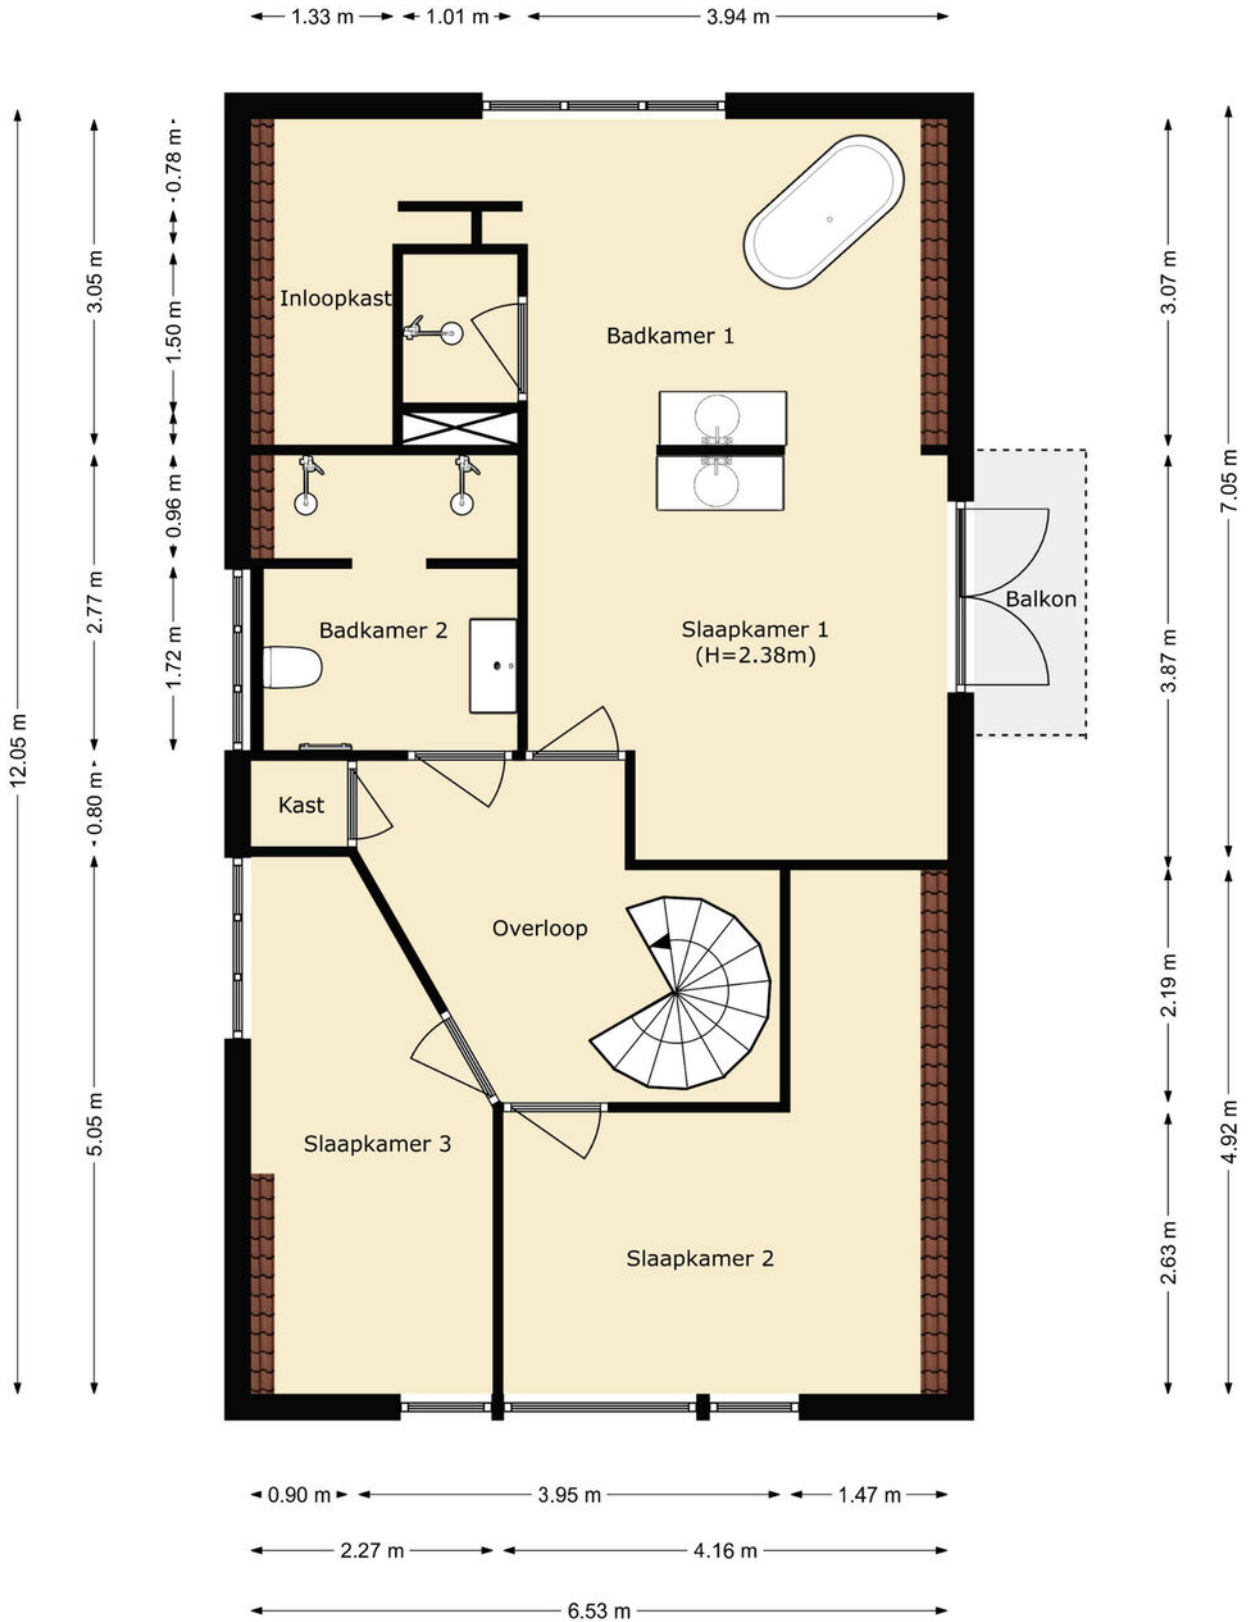 1.33 m
1.01 m
3.94 m
0.78 m
3.05 m
1.50 m
3.07 m
Inloopkast
Badkamer 1
7.05 m
0.96 m
2.77 m
1.72 m
Badkamer 2
Slaapkamer 1
(H=2.38m)
Balkon
3.87 m
12.05 m
0.80 m
Kast
Overloop
2.19 m
5.05 m
Slaapkamer 3
4.92 m
Slaapkamer 2
2.63 m
0.90 m
3.95 m
1.47 m
2.27 m
4.16 m
6.53 m